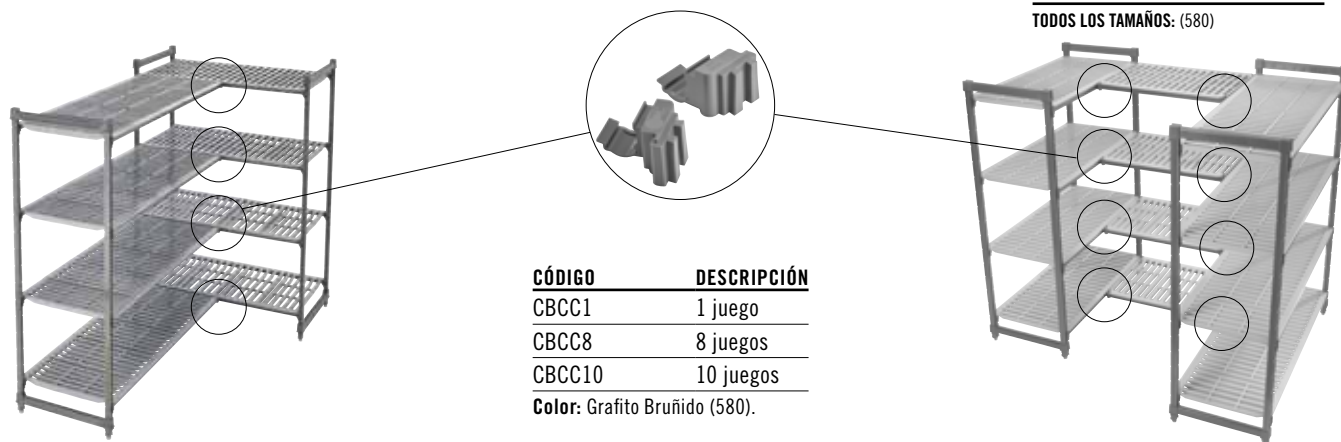 TODOS LOS TAMAÑOS: (580)
CÓDIGO DESCRIPCIÓN
CBCC1 1 juego
CBCC8 8 juegos
CBCC10 10 juegos
Color: Grafito Bruñido (580).